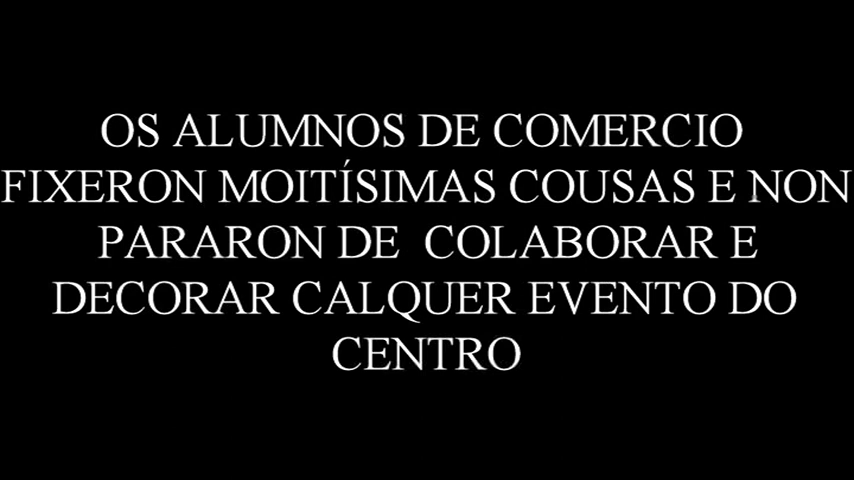 OS ALUMNOS DE COMERCIO
FIXERON MOITÍSIMAS COUSAS E NON
PARARON DE COLABORAR E
DECORAR CALQUER EVENTO DO
CENTRO